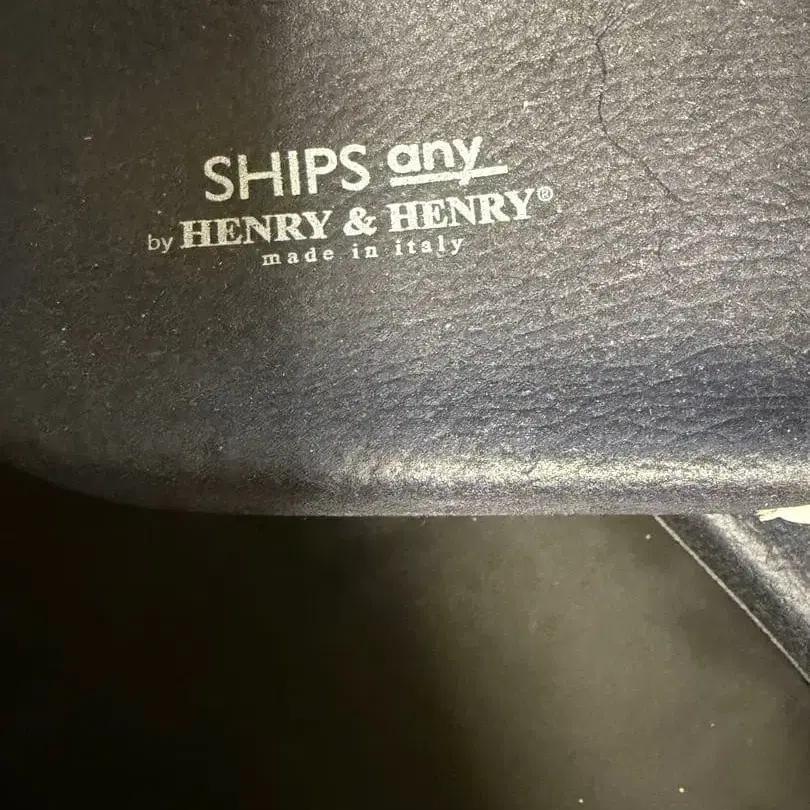 SHIPS any
by HENRY & HENRY®
made in italy